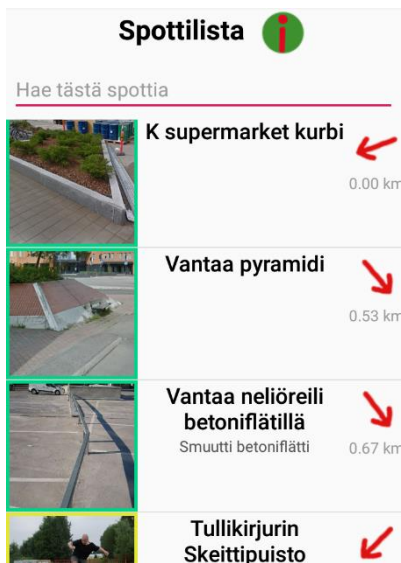 Spottilista
i
Hae tästä spottia
K supermarket kurbi
0.00 km
Vantaa pyramidi
0.53 km
Vantaa neliöreili
betoniflätillä
Smuutti betoniflätti
0.67 km
Tullikirjurin
Skeittipuisto